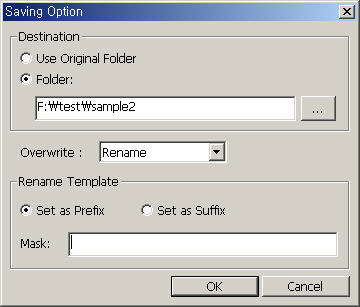 Saving Option
Destination
Use Original Folder
Folder:
F:₩test₩sample2
...
Overwrite :
Rename
Rename Template
Set as Prefix
Set as Suffix
Mask:
OK
Cancel